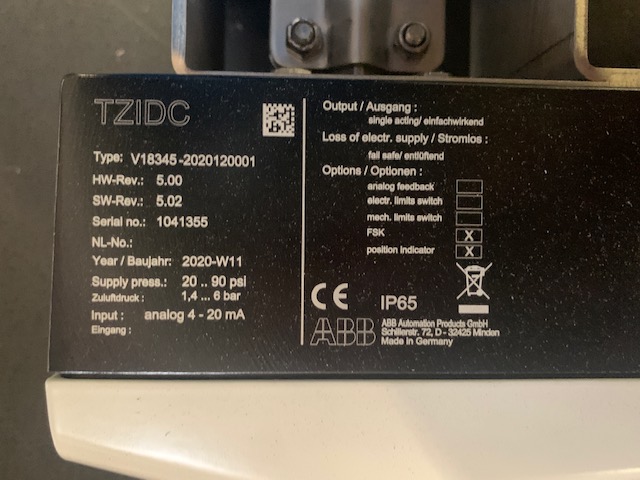 TZIDC
Type: V18345-2020120001
HW-Rev.: 5.00
SW-Rev.: 5.02
Serial no.: 1041355
NL-No.:
Year / Baujahr: 2020-W11
Supply press.: 20 .. 90 psi
Zuluftdruck : 1,4 ... 6 bar
Input : analog 4 - 20 mA
Eingang :
Output / Ausgang :
single acting/ einfachwirkend
Loss of electr. supply / Stromlos :
fail safe/ entlüftend
Options / Optionen :
analog feedback
electr. limits switch
mech. limits switch
FSK X
position indicator X
CE IP65
ABB
ABB Automation Products GmbH
Schillerstr. 72, D - 32425 Minden
Made in Germany